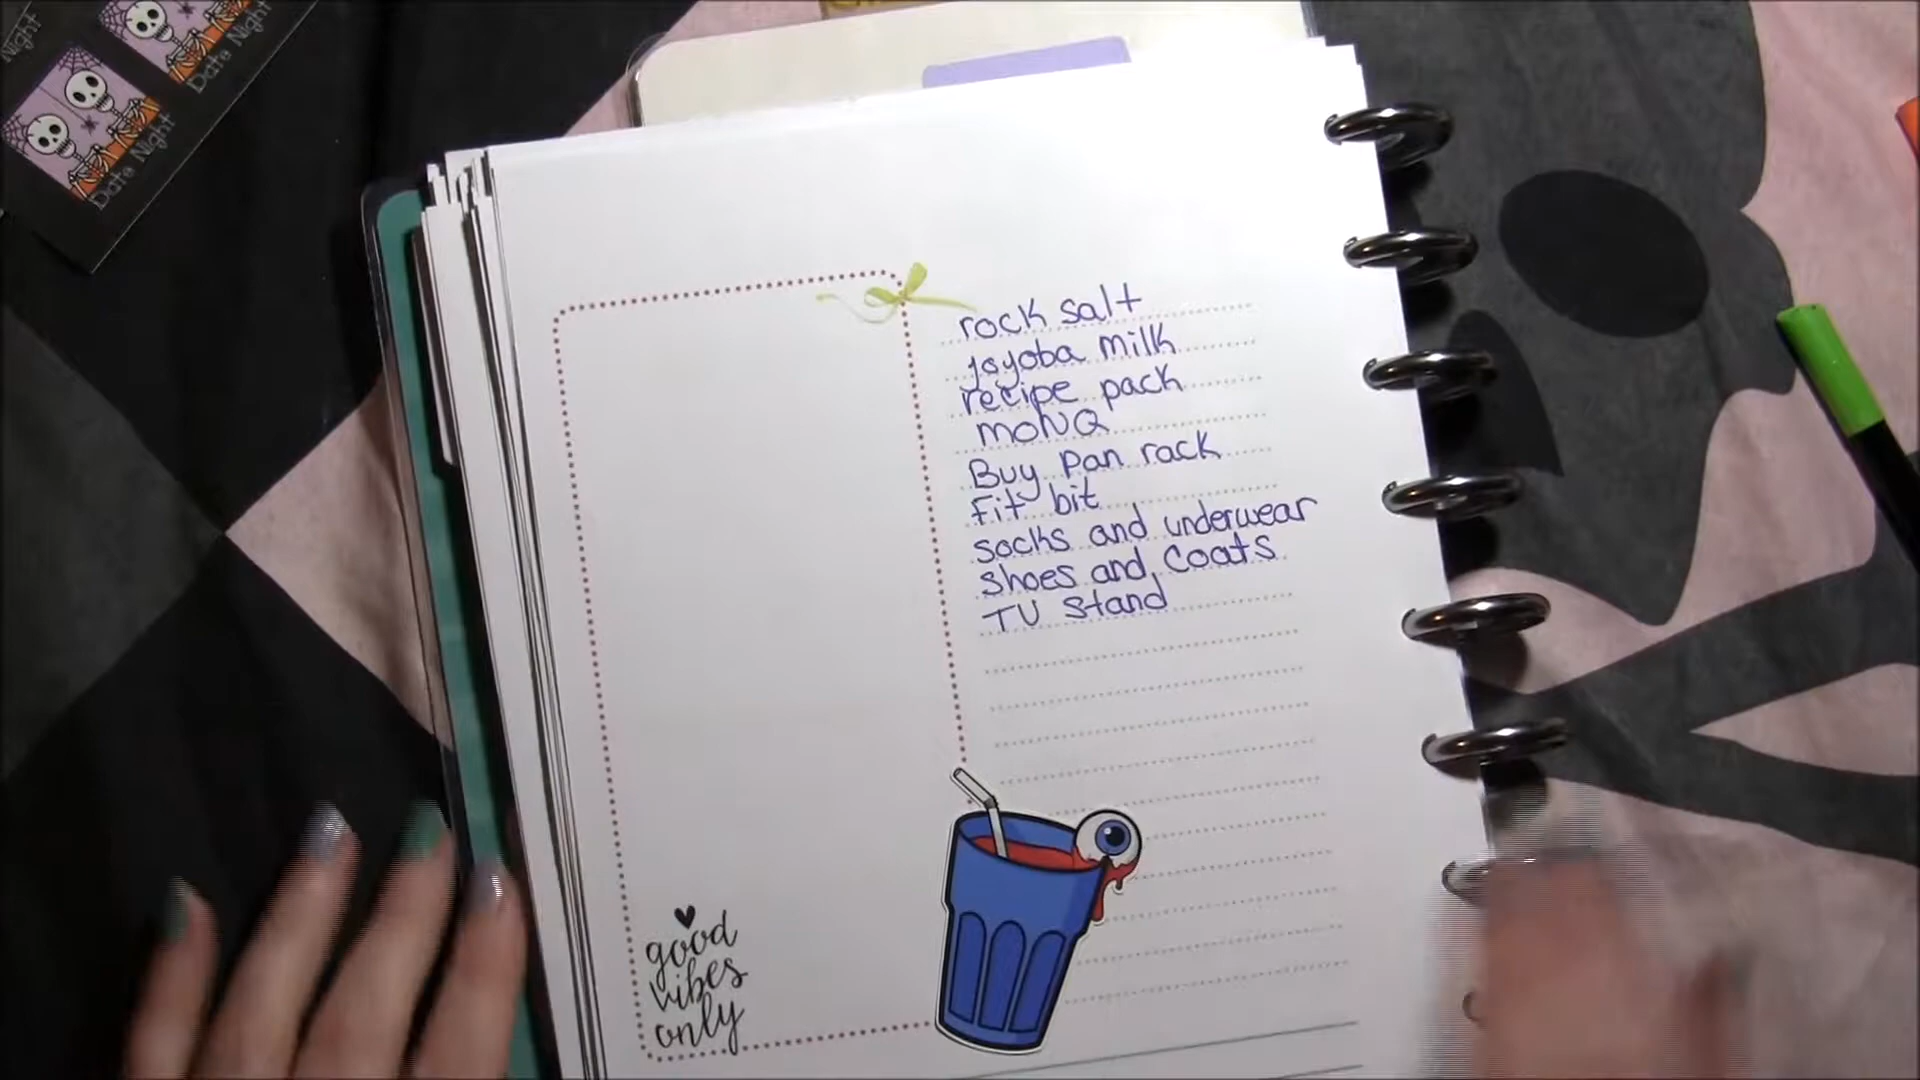 Night
Date Night
Date Night
rock salt
jojoba milk
recipe pack
moNQ
Buy pan rack
Fit bit
socks and underwear
shoes and coats
TV stand
good
vibes
only